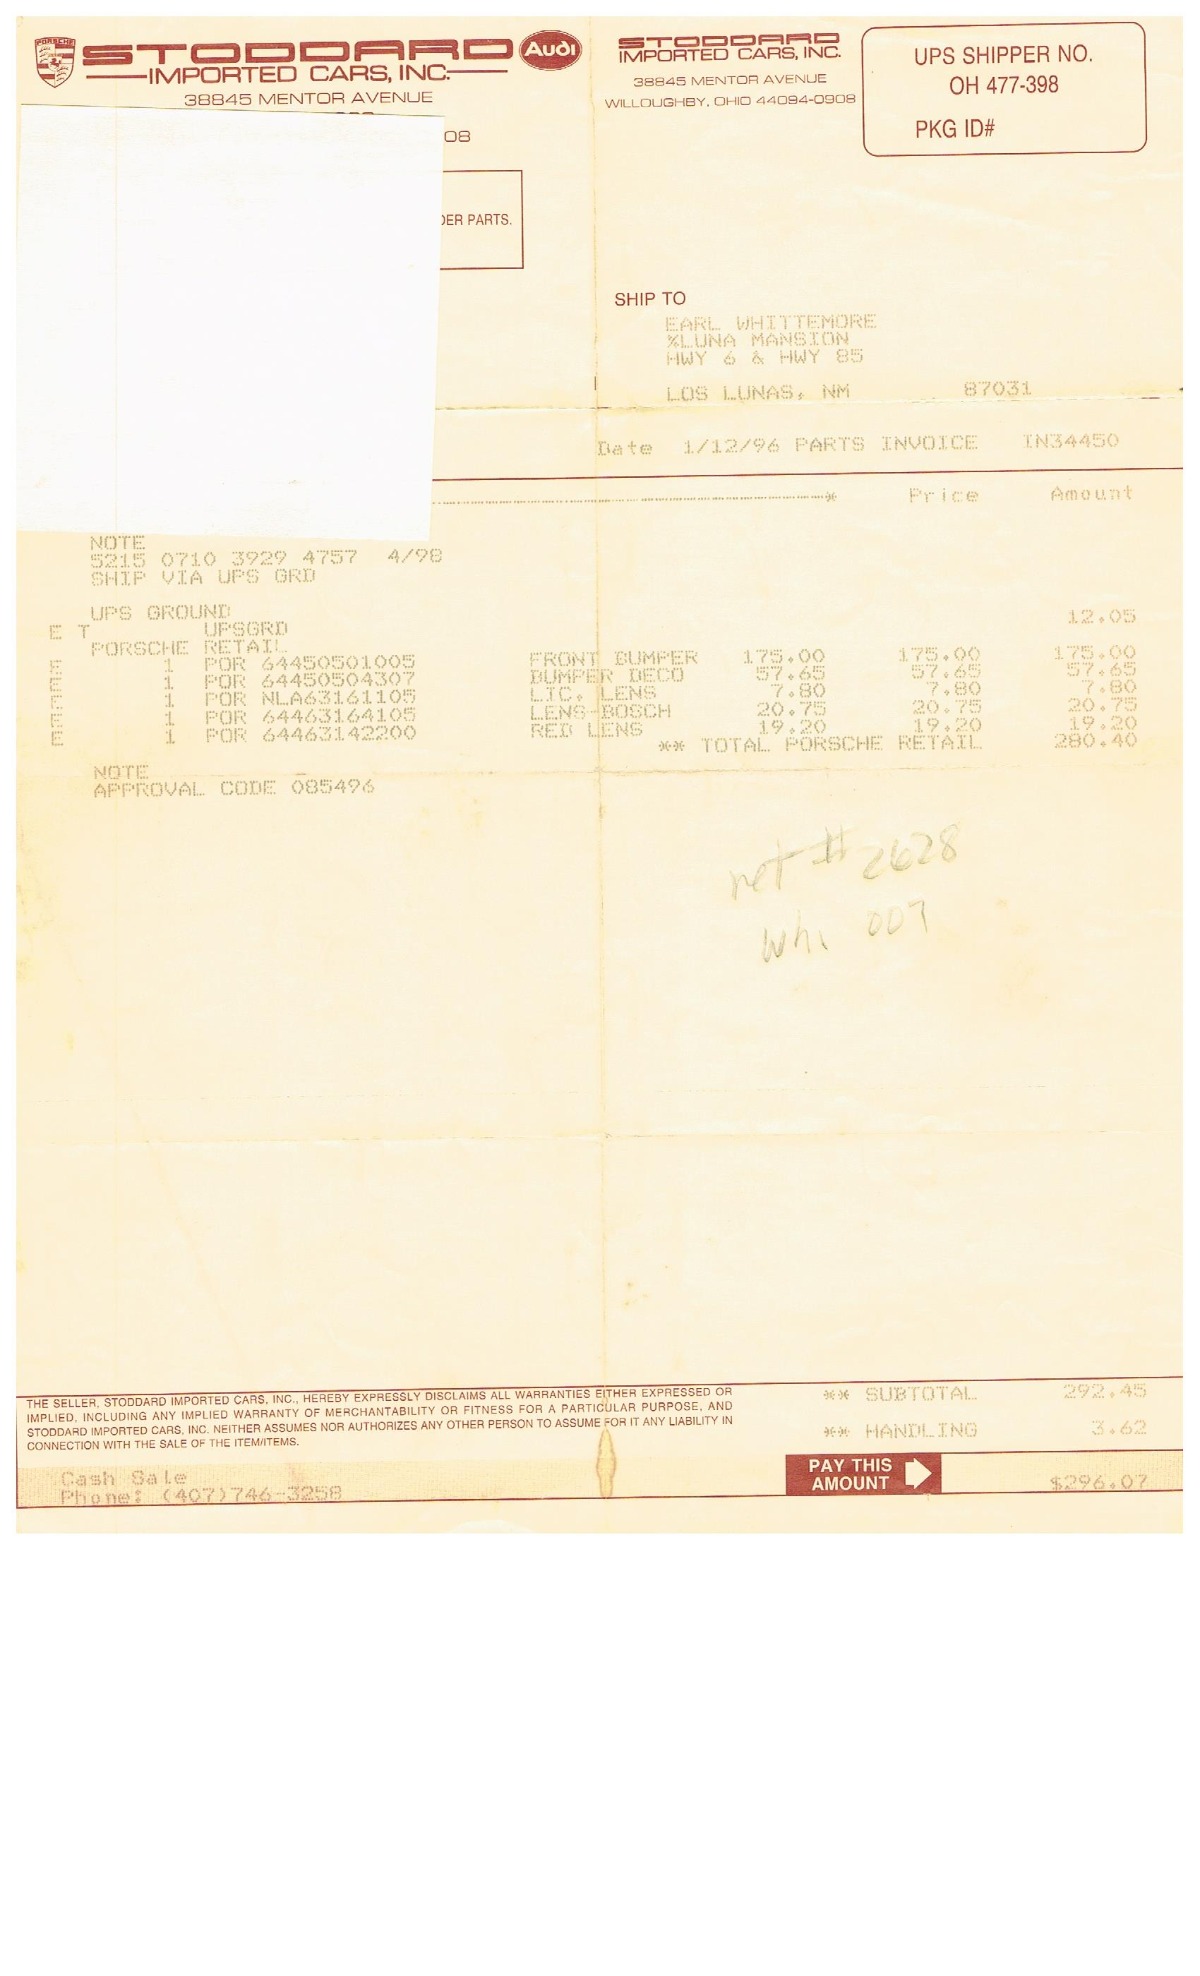 PORSCHE
STODDARD
IMPORTED CARS, INC.
Audi
38845 MENTOR AVENUE
08
DER PARTS.
STODDARD
IMPORTED CARS, INC.
38845 MENTOR AVENUE
WILLOUGHBY, OHIO 44094-0908
UPS SHIPPER NO.
OH 477-398
PKG ID#
SHIP TO
EARL WHITTEMORE
%LUNA MANSION
HWY 6 & HWY 85
LOS LUNAS, NM 87031
Date 1/12/96 PARTS INVOICE IN34450
Price Amount
NOTE
5215 0710 3929 4757 4/98
SHIP VIA UPS GRD
UPS GROUND 12.05
E T UPSGRD
PORSCHE RETAIL
E 1 POR 64450501005 FRONT BUMPER 175.00 175.00 175.00
E 1 POR 64450504307 BUMPER DECO 57.65 57.65 57.65
E 1 POR NLA63161105 LIC. LENS 7.80 7.80 7.80
E 1 POR 64463164105 LENS-BOSCH 20.75 20.75 20.75
E 1 POR 64463142200 RED LENS 19.20 19.20 19.20
** TOTAL PORSCHE RETAIL 280.40
NOTE
APPROVAL CODE 085496
ret # 2628
whi 007
THE SELLER, STODDARD IMPORTED CARS, INC., HEREBY EXPRESSLY DISCLAIMS ALL WARRANTIES EITHER EXPRESSED OR
IMPLIED, INCLUDING ANY IMPLIED WARRANTY OF MERCHANTABILITY OR FITNESS FOR A PARTICULAR PURPOSE, AND
STODDARD IMPORTED CARS, INC. NEITHER ASSUMES NOR AUTHORIZES ANY OTHER PERSON TO ASSUME FOR IT ANY LIABILITY IN
CONNECTION WITH THE SALE OF THE ITEM/ITEMS.
** SUBTOTAL 292.45
** HANDLING 3.62
Cash Sale
Phone: (407)746-3258
PAY THIS
AMOUNT
$296.07